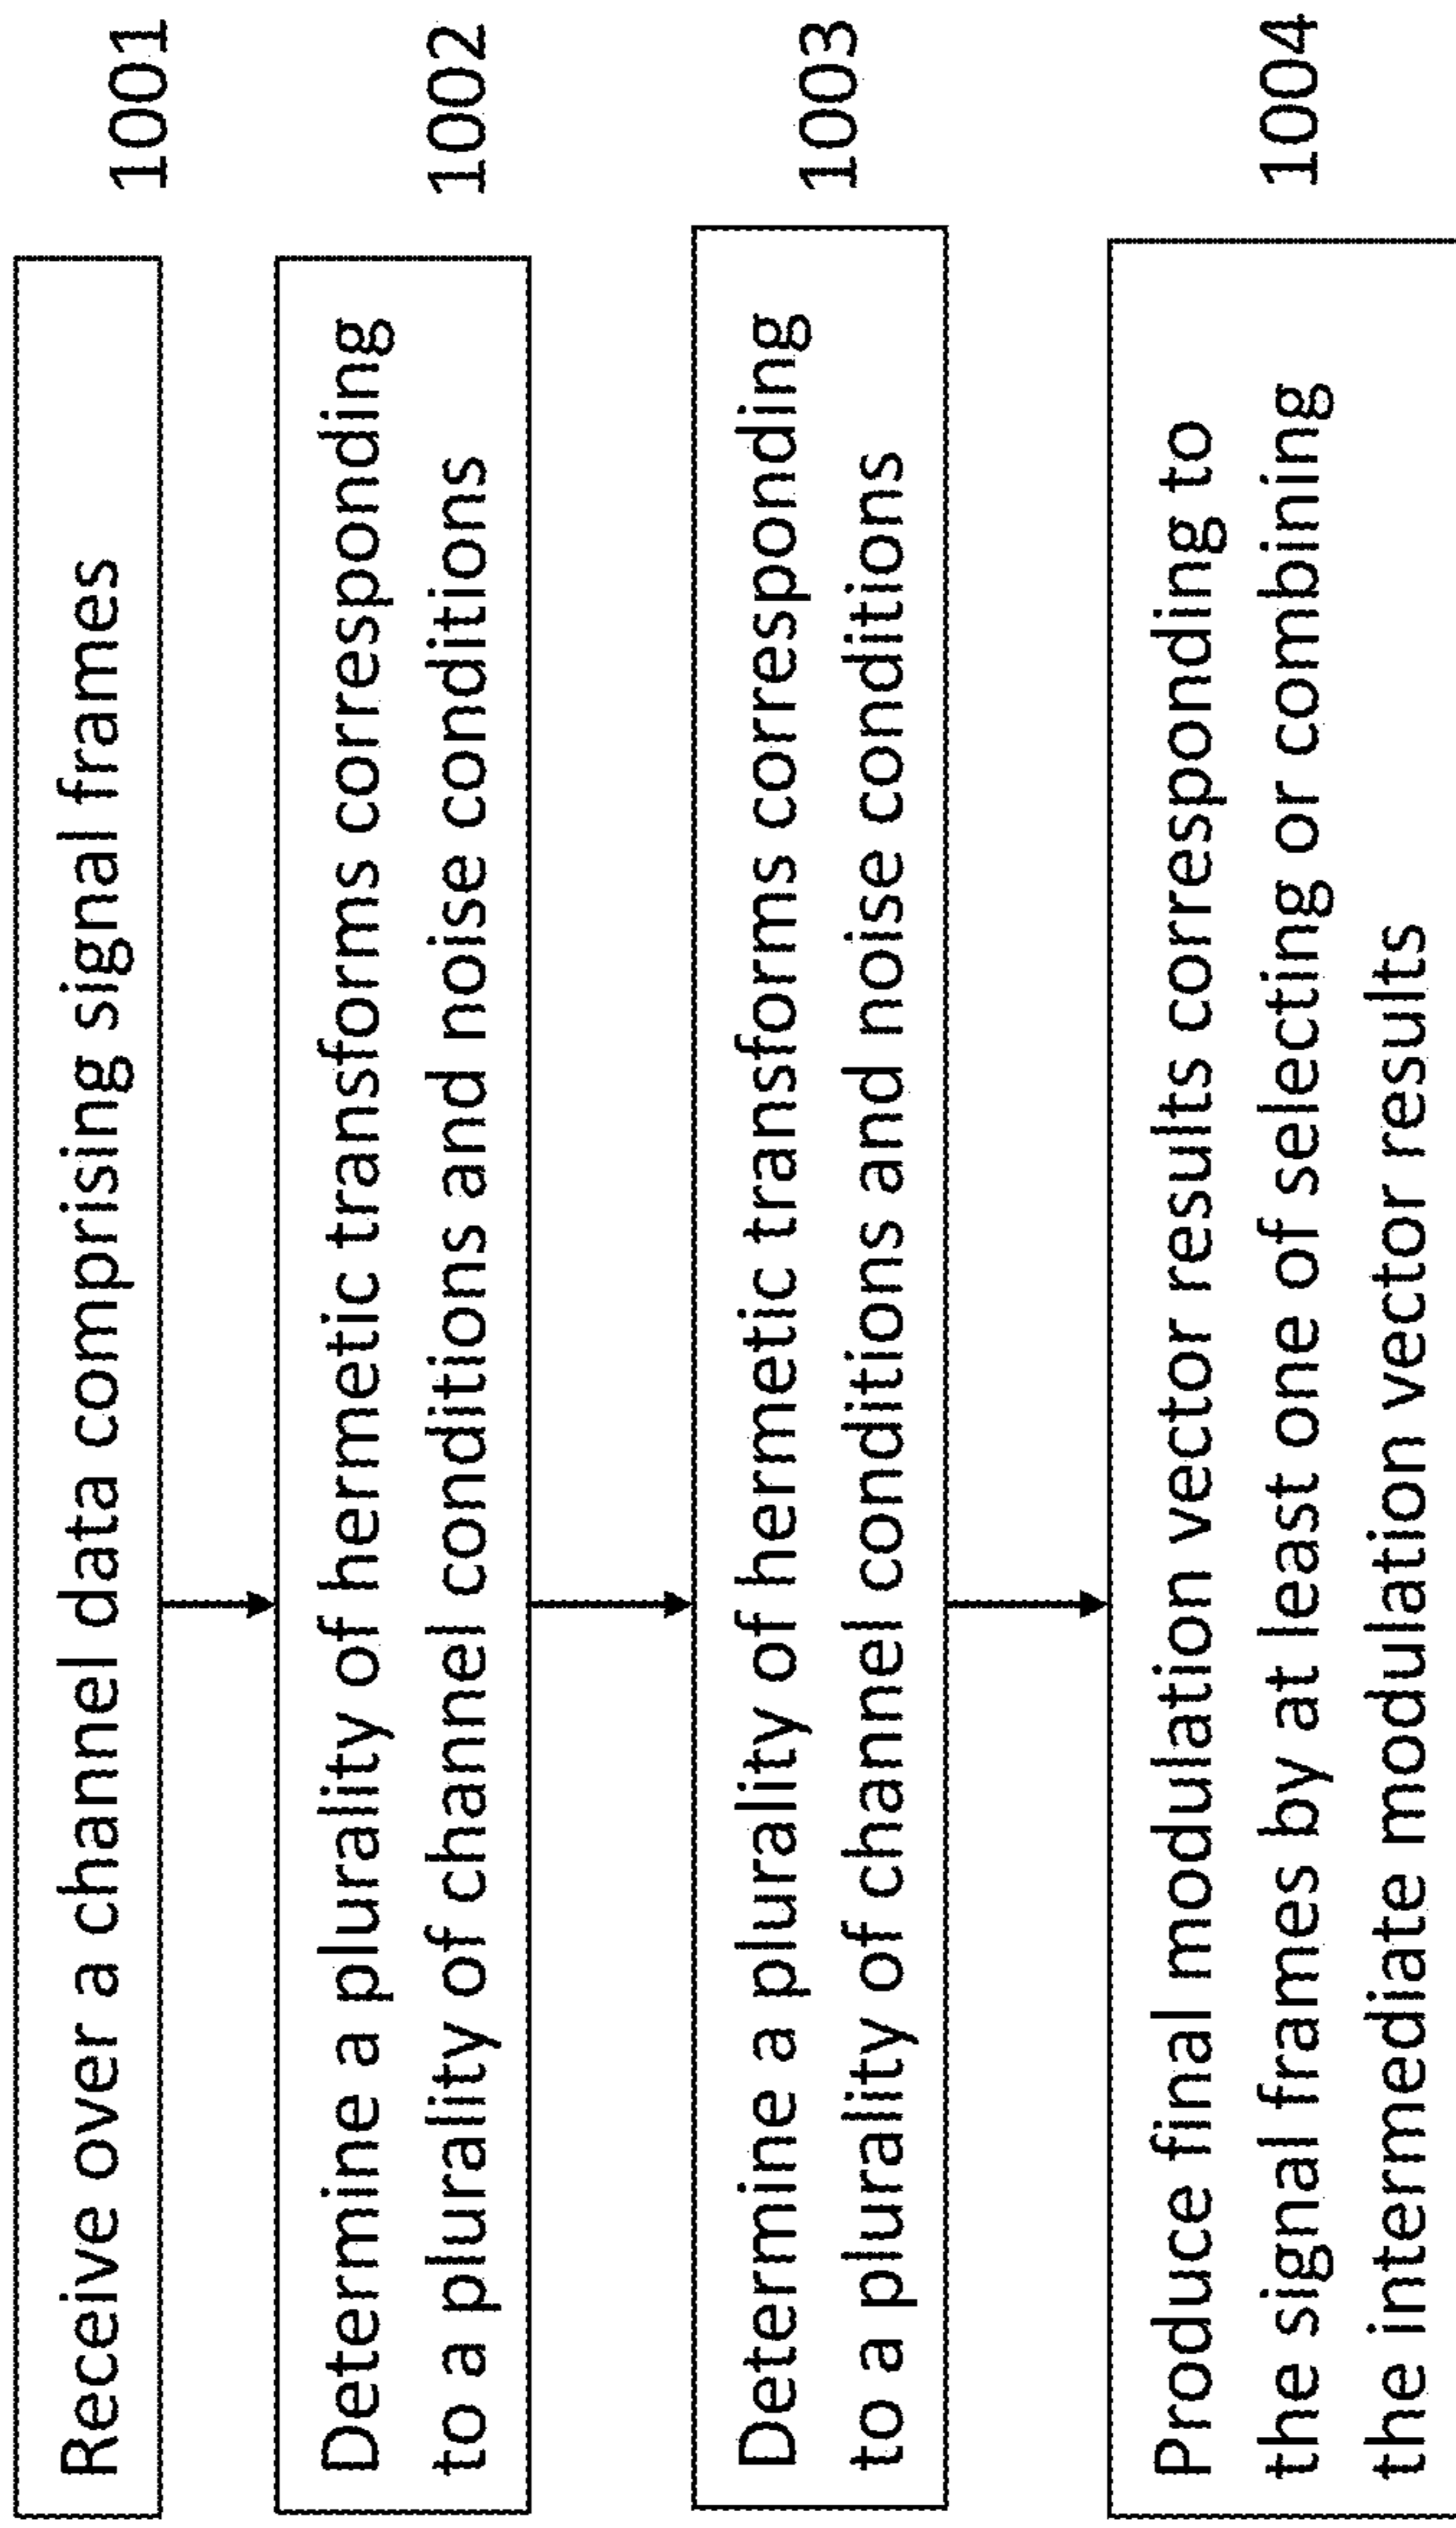 Receive over a channel data comprising signal frames
1001
Determine a plurality of hermetic transforms corresponding
to a plurality of channel conditions and noise conditions
1002
Determine a plurality of hermetic transforms corresponding
to a plurality of channel conditions and noise conditions
1003
Produce final modulation vector results corresponding to
the signal frames by at least one of selecting or combining
the intermediate modulation vector results
1004